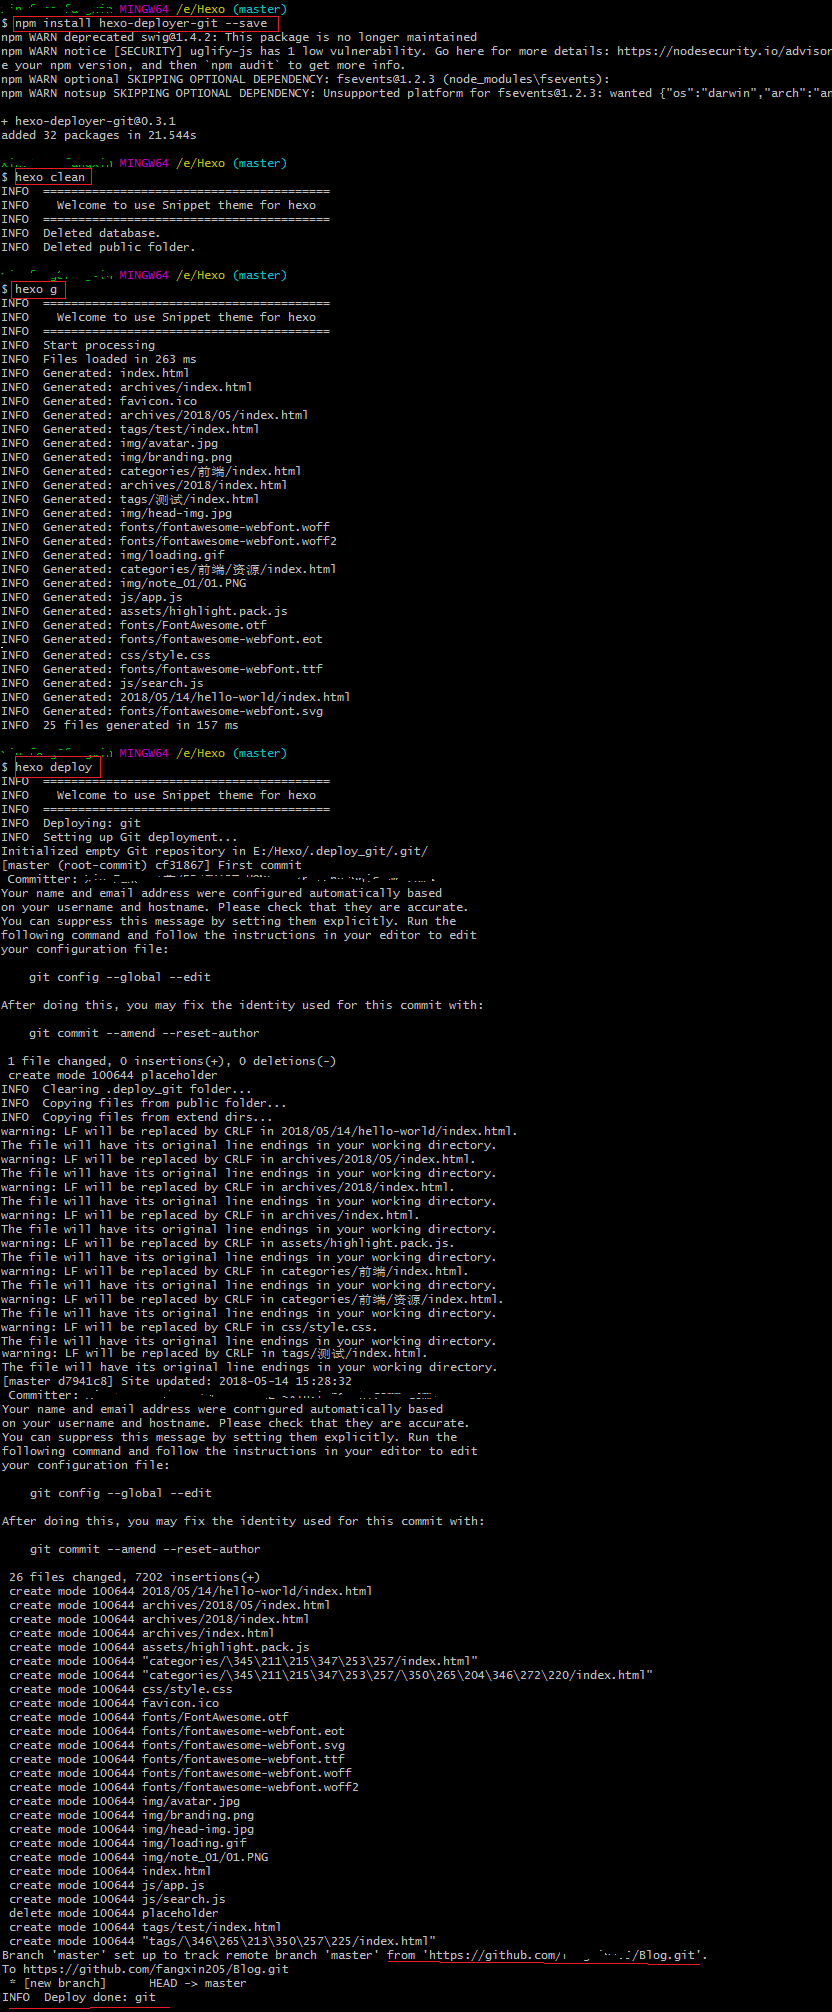 MINGW64 /e/Hexo (master)
$ npm install hexo-deployer-git --save
npm WARN deprecated swig@1.4.2: This package is no longer maintained
npm WARN notice [SECURITY] uglify-js has 1 low vulnerability. Go here for more details: https://nodesecurity.io/advisor
e your npm version, and then `npm audit` to get more info.
npm WARN optional SKIPPING OPTIONAL DEPENDENCY: fsevents@1.2.3 (node_modules\fsevents):
npm WARN notsup SKIPPING OPTIONAL DEPENDENCY: Unsupported platform for fsevents@1.2.3: wanted {"os":"darwin","arch":"an
+ hexo-deployer-git@0.3.1
added 32 packages in 21.544s
MINGW64 /e/Hexo (master)
$ hexo clean
INFO  =========================================
INFO    Welcome to use Snippet theme for hexo
INFO  =========================================
INFO  Deleted database.
INFO  Deleted public folder.
MINGW64 /e/Hexo (master)
$ hexo g
INFO  =========================================
INFO    Welcome to use Snippet theme for hexo
INFO  =========================================
INFO  Start processing
INFO  Files loaded in 263 ms
INFO  Generated: index.html
INFO  Generated: archives/index.html
INFO  Generated: favicon.ico
INFO  Generated: archives/2018/05/index.html
INFO  Generated: tags/test/index.html
INFO  Generated: img/avatar.jpg
INFO  Generated: img/branding.png
INFO  Generated: categories/前端/index.html
INFO  Generated: archives/2018/index.html
INFO  Generated: tags/测试/index.html
INFO  Generated: img/head-img.jpg
INFO  Generated: fonts/fontawesome-webfont.woff
INFO  Generated: fonts/fontawesome-webfont.woff2
INFO  Generated: img/loading.gif
INFO  Generated: categories/前端/资源/index.html
INFO  Generated: img/note_01/01.PNG
INFO  Generated: js/app.js
INFO  Generated: assets/highlight.pack.js
INFO  Generated: fonts/FontAwesome.otf
INFO  Generated: fonts/fontawesome-webfont.eot
INFO  Generated: css/style.css
INFO  Generated: fonts/fontawesome-webfont.ttf
INFO  Generated: js/search.js
INFO  Generated: 2018/05/14/hello-world/index.html
INFO  Generated: fonts/fontawesome-webfont.svg
INFO  25 files generated in 157 ms
MINGW64 /e/Hexo (master)
$ hexo deploy
INFO  =========================================
INFO    Welcome to use Snippet theme for hexo
INFO  =========================================
INFO  Deploying: git
INFO  Setting up Git deployment...
Initialized empty Git repository in E:/Hexo/.deploy_git/.git/
[master (root-commit) cf31867] First commit
Committer:
Your name and email address were configured automatically based
on your username and hostname. Please check that they are accurate.
You can suppress this message by setting them explicitly. Run the
following command and follow the instructions in your editor to edit
your configuration file:
git config --global --edit
After doing this, you may fix the identity used for this commit with:
git commit --amend --reset-author
1 file changed, 0 insertions(+), 0 deletions(-)
create mode 100644 placeholder
INFO  Clearing .deploy_git folder...
INFO  Copying files from public folder...
INFO  Copying files from extend dirs...
warning: LF will be replaced by CRLF in 2018/05/14/hello-world/index.html.
The file will have its original line endings in your working directory.
warning: LF will be replaced by CRLF in archives/2018/05/index.html.
The file will have its original line endings in your working directory.
warning: LF will be replaced by CRLF in archives/2018/index.html.
The file will have its original line endings in your working directory.
warning: LF will be replaced by CRLF in archives/index.html.
The file will have its original line endings in your working directory.
warning: LF will be replaced by CRLF in assets/highlight.pack.js.
The file will have its original line endings in your working directory.
warning: LF will be replaced by CRLF in categories/前端/index.html.
The file will have its original line endings in your working directory.
warning: LF will be replaced by CRLF in categories/前端/资源/index.html.
The file will have its original line endings in your working directory.
warning: LF will be replaced by CRLF in css/style.css.
The file will have its original line endings in your working directory.
warning: LF will be replaced by CRLF in tags/测试/index.html.
The file will have its original line endings in your working directory.
[master d7941c8] Site updated: 2018-05-14 15:28:32
Committer:
Your name and email address were configured automatically based
on your username and hostname. Please check that they are accurate.
You can suppress this message by setting them explicitly. Run the
following command and follow the instructions in your editor to edit
your configuration file:
git config --global --edit
After doing this, you may fix the identity used for this commit with:
git commit --amend --reset-author
26 files changed, 7202 insertions(+)
create mode 100644 2018/05/14/hello-world/index.html
create mode 100644 archives/2018/05/index.html
create mode 100644 archives/2018/index.html
create mode 100644 archives/index.html
create mode 100644 assets/highlight.pack.js
create mode 100644 "categories/\345\211\215\347\253\257/index.html"
create mode 100644 "categories/\345\211\215\347\253\257/\350\265\204\346\272\220/index.html"
create mode 100644 css/style.css
create mode 100644 favicon.ico
create mode 100644 fonts/FontAwesome.otf
create mode 100644 fonts/fontawesome-webfont.eot
create mode 100644 fonts/fontawesome-webfont.svg
create mode 100644 fonts/fontawesome-webfont.ttf
create mode 100644 fonts/fontawesome-webfont.woff
create mode 100644 fonts/fontawesome-webfont.woff2
create mode 100644 img/avatar.jpg
create mode 100644 img/branding.png
create mode 100644 img/head-img.jpg
create mode 100644 img/loading.gif
create mode 100644 img/note_01/01.PNG
create mode 100644 index.html
create mode 100644 js/app.js
create mode 100644 js/search.js
delete mode 100644 placeholder
create mode 100644 tags/test/index.html
create mode 100644 "tags/\346\265\213\350\257\225/index.html"
Branch 'master' set up to track remote branch 'master' from 'https://github.com/ /Blog.git'.
To https://github.com/fangxin205/Blog.git
* [new branch]      HEAD -> master
INFO  Deploy done: git